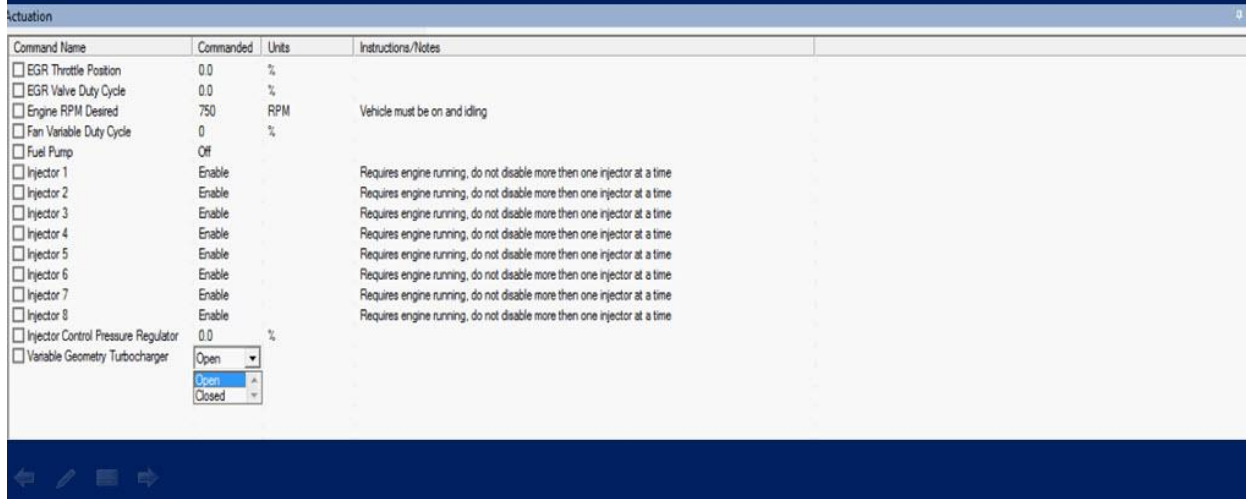 Actuation
Command Name Commanded Units Instructions/Notes
EGR Throttle Position 0.0 %
EGR Valve Duty Cycle 0.0 %
Engine RPM Desired 750 RPM Vehicle must be on and idling
Fan Variable Duty Cycle 0 %
Fuel Pump Off
Injector 1 Enable Requires engine running, do not disable more then one injector at a time
Injector 2 Enable Requires engine running, do not disable more then one injector at a time
Injector 3 Enable Requires engine running, do not disable more then one injector at a time
Injector 4 Enable Requires engine running, do not disable more then one injector at a time
Injector 5 Enable Requires engine running, do not disable more then one injector at a time
Injector 6 Enable Requires engine running, do not disable more then one injector at a time
Injector 7 Enable Requires engine running, do not disable more then one injector at a time
Injector 8 Enable Requires engine running, do not disable more then one injector at a time
Injector Control Pressure Regulator 0.0 %
Variable Geometry Turbocharger Open
Open
Closed